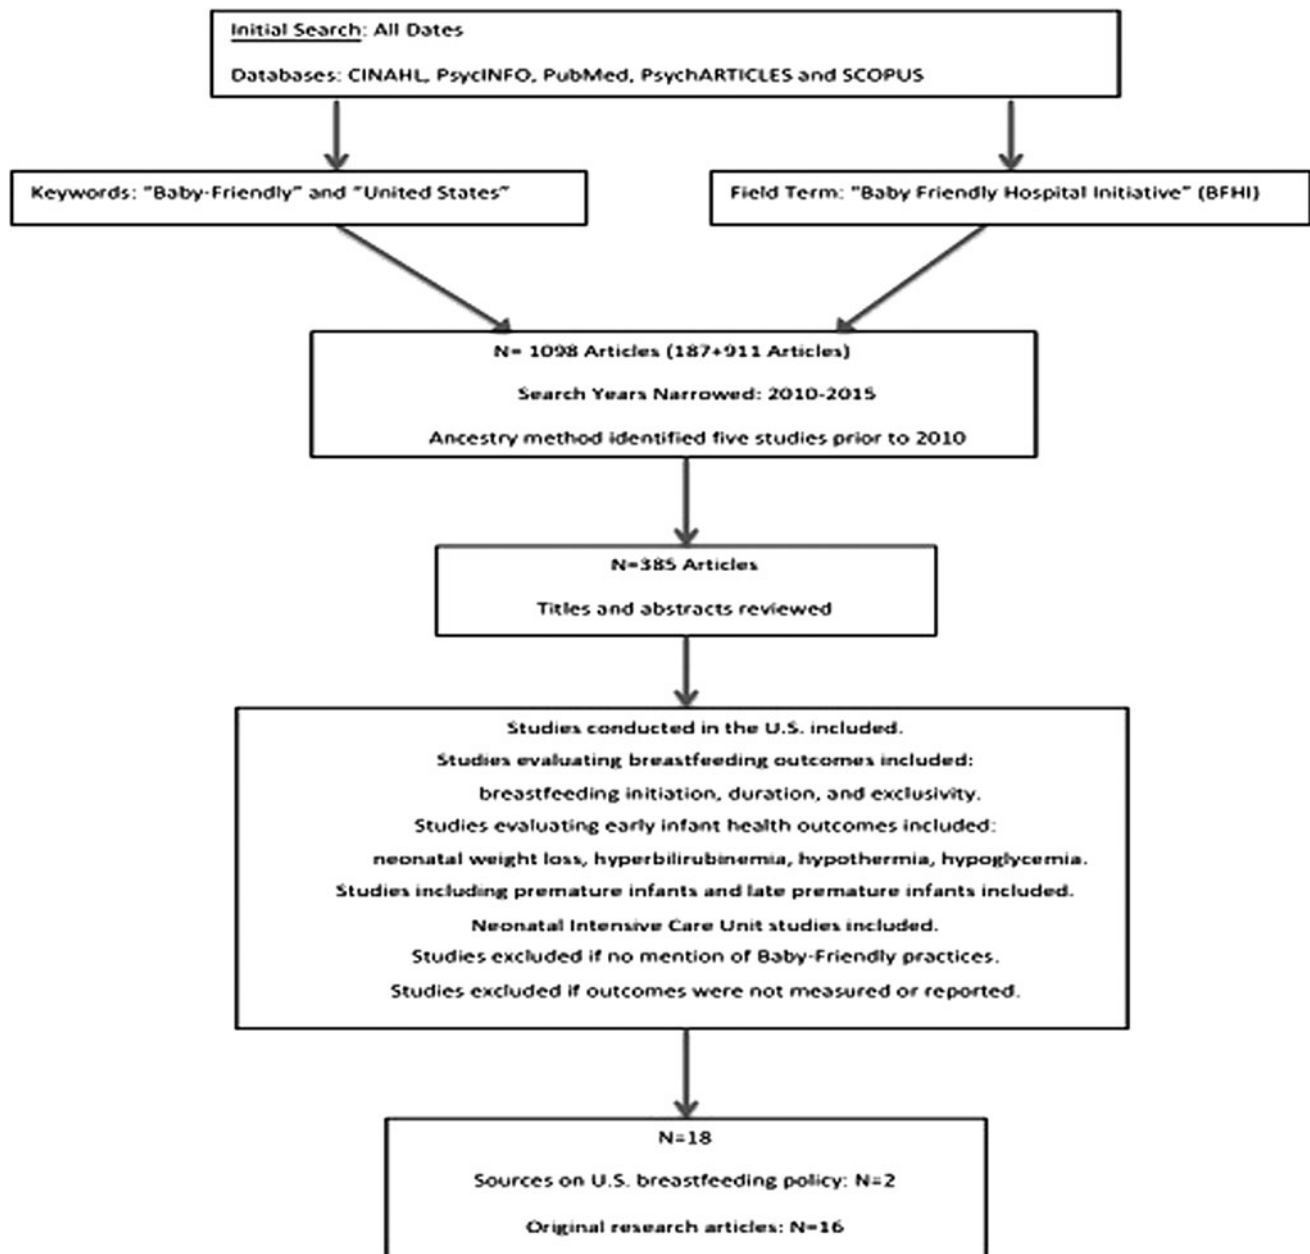 Initial Search: All Dates
Databases: CINAHL, PsycINFO, PubMed, PsychARTICLES and SCOPUS
Keywords: "Baby-Friendly" and "United States"
Field Term: "Baby Friendly Hospital Initiative" (BFHI)
N= 1098 Articles (187+911 Articles)
Search Years Narrowed: 2010-2015
Ancestry method identified five studies prior to 2010
N=385 Articles
Titles and abstracts reviewed
Studies conducted in the U.S. included.
Studies evaluating breastfeeding outcomes included:
breastfeeding initiation, duration, and exclusivity.
Studies evaluating early infant health outcomes included:
neonatal weight loss, hyperbilirubinemia, hypothermia, hypoglycemia.
Studies including premature infants and late premature infants included.
Neonatal Intensive Care Unit studies included.
Studies excluded if no mention of Baby-Friendly practices.
Studies excluded if outcomes were not measured or reported.
N=18
Sources on U.S. breastfeeding policy: N=2
Original research articles: N=16